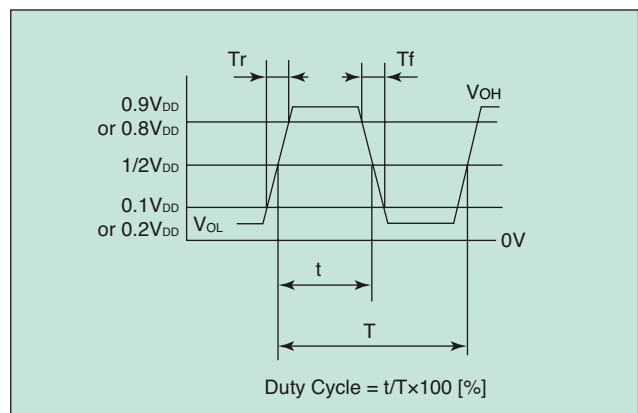 Tr
Tf
0.9VDD
or 0.8VDD
VOH
1/2VDD
0.1VDD
or 0.2VDD
VOL
0V
t
T
Duty Cycle = t/T×100 [%]